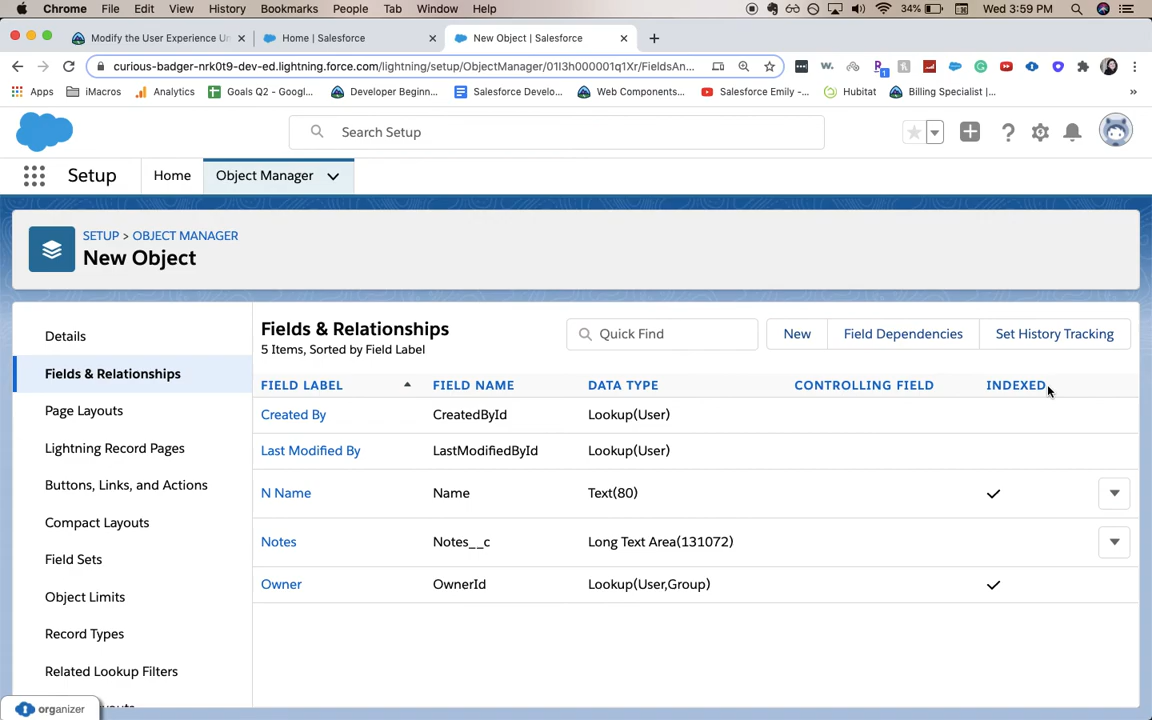 Chrome File Edit View History Bookmarks People Tab Window Help 34% Wed 3:59 PM
Modify the User Experience Un Home | Salesforce New Object | Salesforce
curious-badger-nrk0t9-dev-ed.lightning.force.com/lightning/setup/ObjectManager/01I3h000001q1Xr/FieldsAn...
Apps iMacros Analytics Goals Q2 - Googl... Developer Beginn... Salesforce Develo... Web Components... Salesforce Emily -... Hubitat Billing Specialist |... »
Search Setup
Setup Home Object Manager
SETUP > OBJECT MANAGER
New Object
Details
Fields & Relationships
Page Layouts
Lightning Record Pages
Buttons, Links, and Actions
Compact Layouts
Field Sets
Object Limits
Record Types
Related Lookup Filters
Fields & Relationships
5 Items, Sorted by Field Label
Quick Find New Field Dependencies Set History Tracking
FIELD LABEL FIELD NAME DATA TYPE CONTROLLING FIELD INDEXED
Created By CreatedById Lookup(User)
Last Modified By LastModifiedById Lookup(User)
N Name Name Text(80)
Notes Notes__c Long Text Area(131072)
Owner OwnerId Lookup(User,Group)
organizer